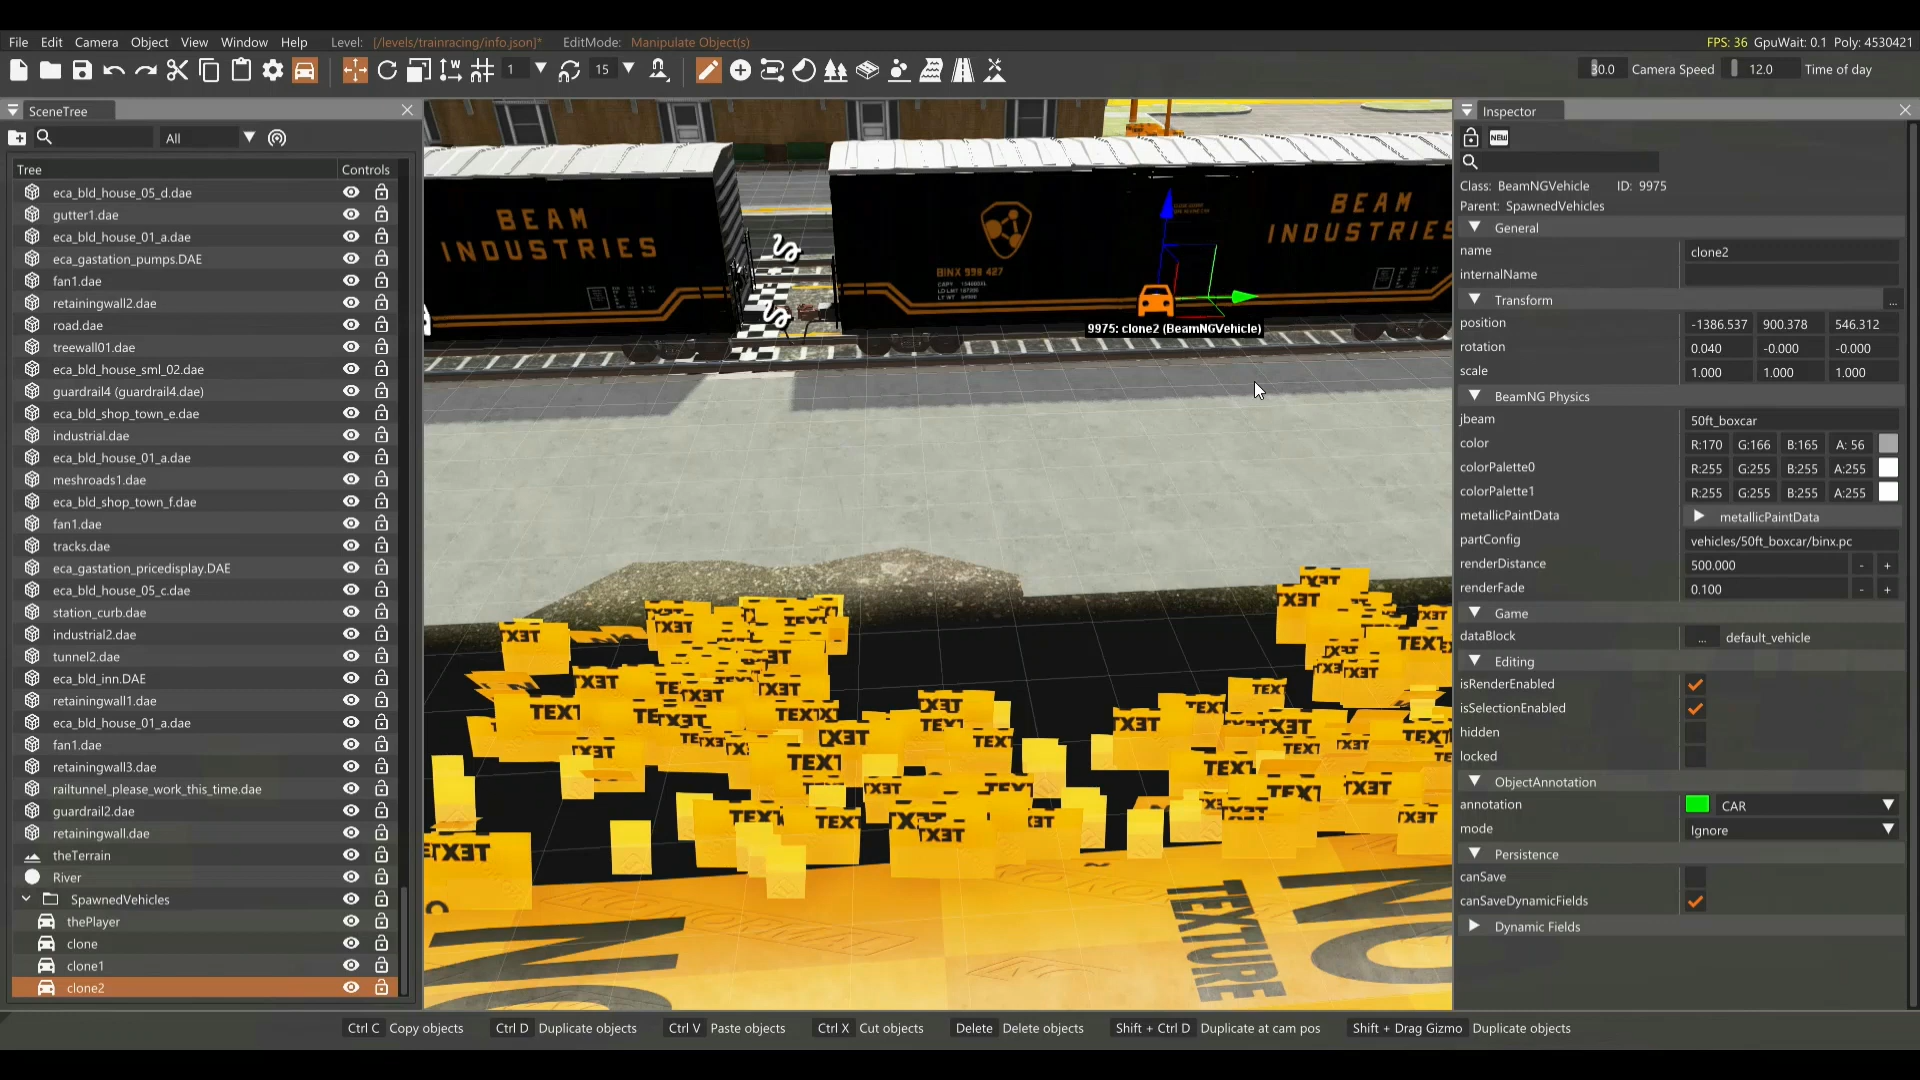 File Edit Camera Object View Window Help Level: [/levels/trainracing/info.json]* EditMode: Manipulate Object(s) FPS: 36 GpuWait: 0.1 Poly: 4530421
1 15 30.0 Camera Speed 12.0 Time of day
SceneTree
All
Tree Controls
eca_bld_house_05_d.dae
gutter1.dae
eca_bld_house_01_a.dae
eca_gastation_pumps.DAE
fan1.dae
retainingwall2.dae
road.dae
treewall01.dae
eca_bld_house_sml_02.dae
guardrail4 (guardrail4.dae)
eca_bld_shop_town_e.dae
industrial.dae
eca_bld_house_01_a.dae
meshroads1.dae
eca_bld_shop_town_f.dae
fan1.dae
tracks.dae
eca_gastation_pricedisplay.DAE
eca_bld_house_05_c.dae
station_curb.dae
industrial2.dae
tunnel2.dae
eca_bld_inn.DAE
retainingwall1.dae
eca_bld_house_01_a.dae
fan1.dae
retainingwall3.dae
railtunnel_please_work_this_time.dae
guardrail2.dae
retainingwall.dae
theTerrain
River
SpawnedVehicles
thePlayer
clone
clone1
clone2
BEAM
INDUSTRIES
BINX 998 427
BEAM
INDUSTRIES
9975: clone2 (BeamNGVehicle)
TEXT
TEXTURE
NO
Inspector
NEW
Class: BeamNGVehicle ID: 9975
Parent: SpawnedVehicles
General
name clone2
internalName
Transform ...
position -1386.537 900.378 546.312
rotation 0.040 -0.000 -0.000
scale 1.000 1.000 1.000
BeamNG Physics
jbeam 50ft_boxcar
color R:170 G:166 B:165 A: 56
colorPalette0 R:255 G:255 B:255 A:255
colorPalette1 R:255 G:255 B:255 A:255
metallicPaintData metallicPaintData
partConfig vehicles/50ft_boxcar/binx.pc
renderDistance 500.000 - +
renderFade 0.100 - +
Game
dataBlock ... default_vehicle
Editing
isRenderEnabled
isSelectionEnabled
hidden
locked
ObjectAnnotation
annotation CAR
mode Ignore
Persistence
canSave
canSaveDynamicFields
Dynamic Fields
Ctrl C Copy objects Ctrl D Duplicate objects Ctrl V Paste objects Ctrl X Cut objects Delete Delete objects Shift + Ctrl D Duplicate at cam pos Shift + Drag Gizmo Duplicate objects